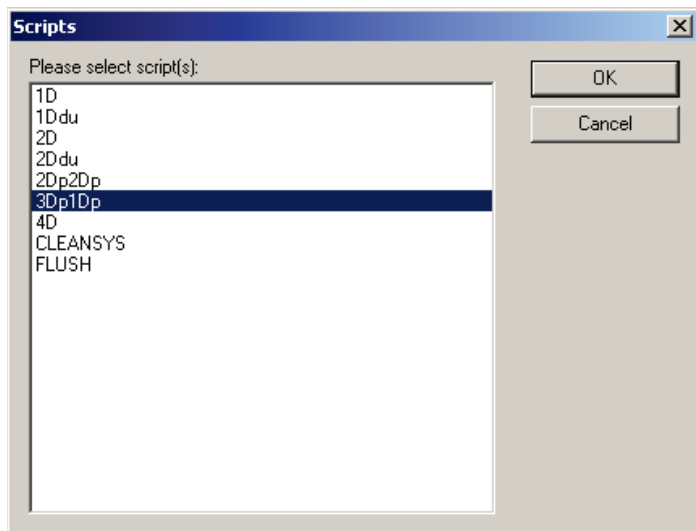 Scripts
Please select script(s):
1D
1Ddu
2D
2Ddu
2Dp2Dp
3Dp1Dp
4D
CLEANSYS
FLUSH
OK
Cancel